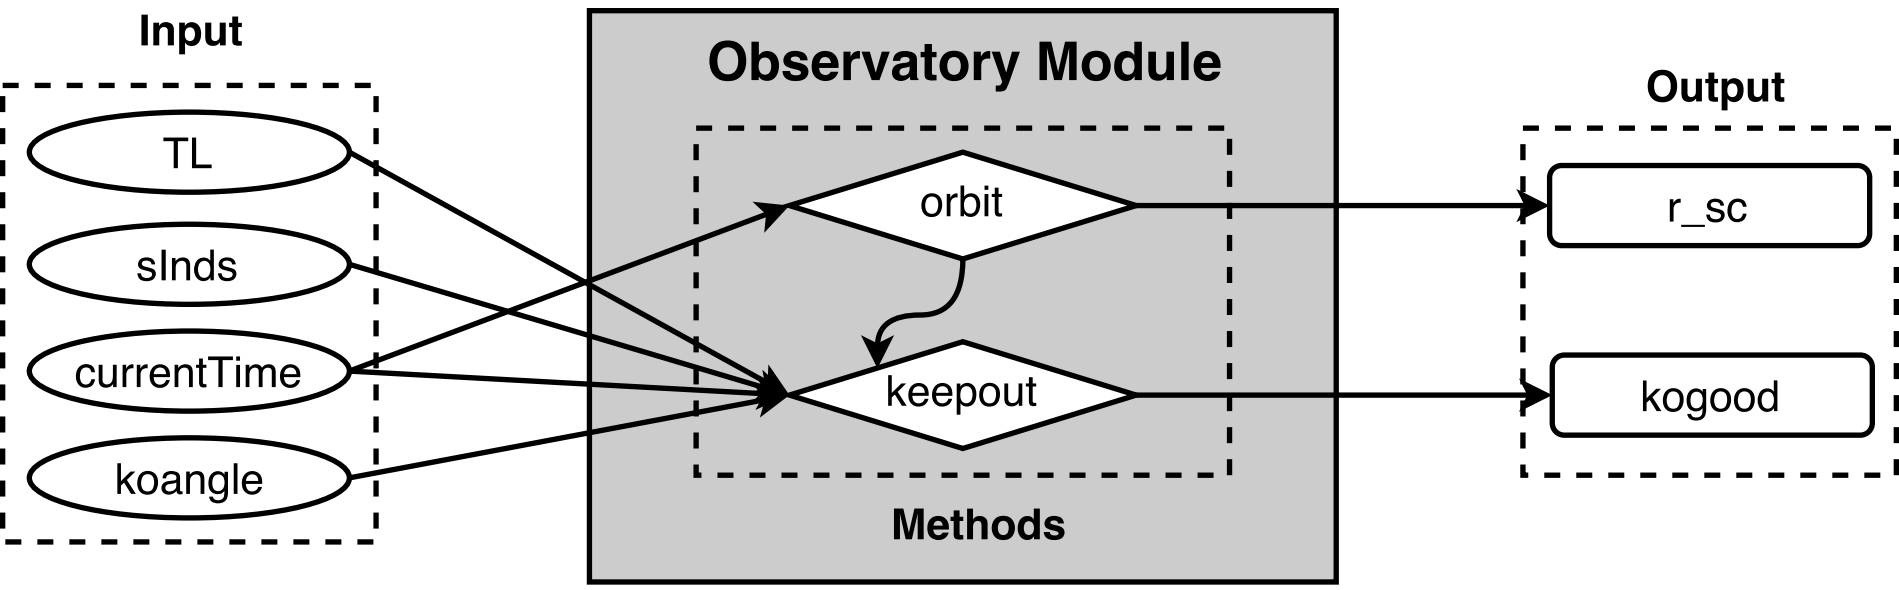 Input
TL
sInds
currentTime
koangle
Observatory Module
orbit
keepout
Methods
Output
r_sc
kogood